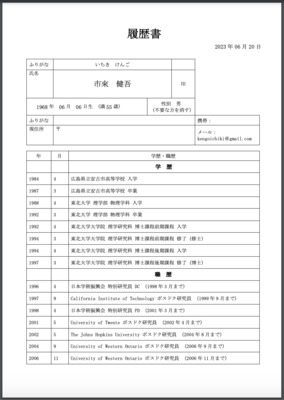 履歴書
2023 年 06 月 20 日
ふりがな いちき けんご
氏名
市來 健吾 印
1968 年 06 月 06 日生 （満 55 歳） 性別 男
（不要な方を消す）
ふりがな 携帯：
現住所 〒
メール：
kengoichiki@gmail.com
年 月 学歴・職歴
学 歴
1984 4 広島県立安古市高等学校 入学
1987 3 広島県立安古市高等学校 卒業
1988 4 東北大学 理学部 物理学科 入学
1992 3 東北大学 理学部 物理学科 卒業
1992 4 東北大学大学院 理学研究科 博士課程前期課程 入学
1994 3 東北大学大学院 理学研究科 博士課程前期課程 修了（修士）
1994 4 東北大学大学院 理学研究科 博士課程後期課程 入学
1997 3 東北大学大学院 理学研究科 博士課程後期課程 修了（博士）
職 歴
1996 4 日本学術振興会 特別研究員 DC （1998 年 3 月まで）
1997 9 California Institute of Technology ポスドク研究員 （1999 年 8 月まで）
1998 4 日本学術振興会 特別研究員 PD （2001 年 3 月まで）
2001 5 University of Twente ポスドク研究員 （2002 年 4 月まで）
2002 5 The Johns Hopkins University ポスドク研究員 （2004 年 8 月まで）
2004 9 University of Western Ontario ポスドク研究員 （2006 年 9 月まで）
2006 11 University of Western Ontario ポスドク研究員 （2006 年 11 月まで）